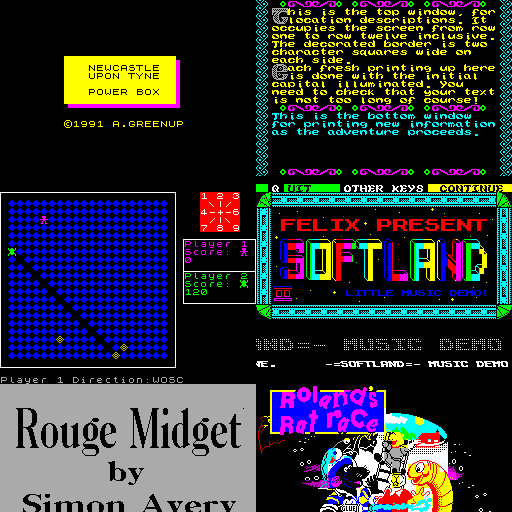 NEWCASTLE
UPON TYNE
POWER BOX
©1991 A.GREENUP
This is the top window, for
location descriptions. It
occupies the screen from row
one to row twelve inclusive.
The decorated border is two
character squares wide on
each side.
Each fresh printing up here
is done with the initial
capital illuminated. You
need to check that your text
is not too long of course!
This is the bottom window
for printing new information
as the adventure proceeds.
Q UIT OTHER KEYS CONTINUE
1 2 3
4-+-+6
7 8 9
Player 1
Score:
0
Player 2
Score:
120
Player 1 Direction:WOSC
FELIX PRESENT
SOFTLAND
II
LITTLE MUSIC DEMO!
AND=- MUSIC DEMO
ME. -=SOFTLAND=- MUSIC DEMO
Rouge Midget
by
Simon Avery
Roland's
Rat race
GLUE